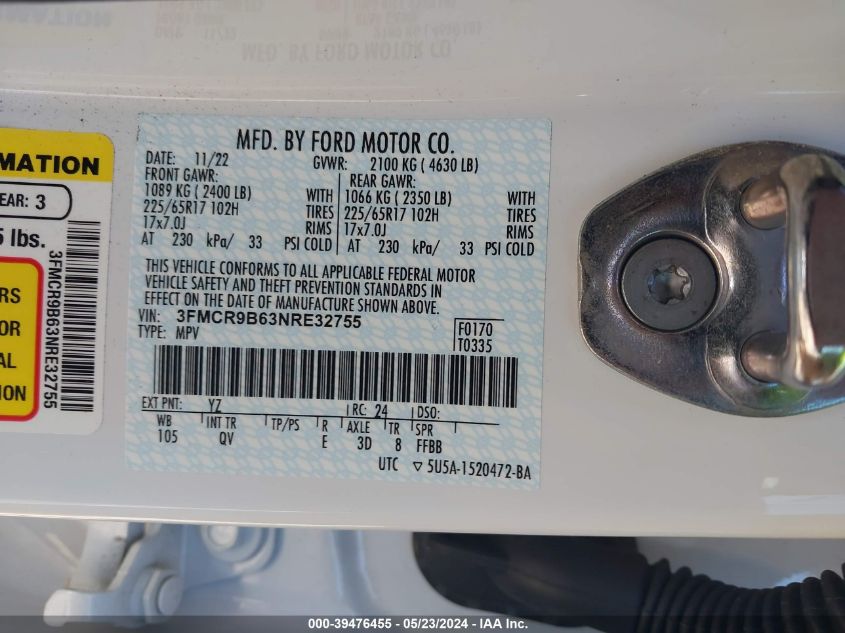 MFD. BY FORD MOTOR CO.
DATE: 11/22 GVWR: 2100 KG ( 4630 LB)
FRONT GAWR: REAR GAWR:
1089 KG ( 2400 LB) WITH 1066 KG ( 2350 LB) WITH
225/65R17 102H TIRES 225/65R17 102H TIRES
17x7.0J RIMS 17x7.0J RIMS
AT 230 kPa/ 33 PSI COLD AT 230 kPa/ 33 PSI COLD
THIS VEHICLE CONFORMS TO ALL APPLICABLE FEDERAL MOTOR
VEHICLE SAFETY AND THEFT PREVENTION STANDARDS IN
EFFECT ON THE DATE OF MANUFACTURE SHOWN ABOVE.
VIN: 3FMCR9B63NRE32755 F0170
TYPE: MPV T0335
EXT PNT: YZ RC: 24 DSO:
WB INT TR TP/PS R AXLE TR SPR
105 QV E 3D 8 FFBB
UTC ▽ 5U5A-1520472-BA
MATION
EAR: 3
5 lbs.
RS
OR
AL
ION
3FMCR9B63NRE32755
000-39476455 - 05/23/2024 - IAA Inc.